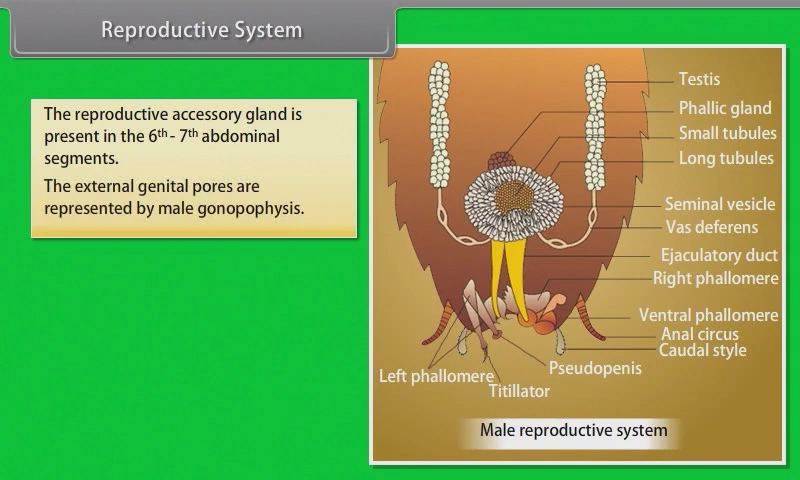 Reproductive System
The reproductive accessory gland is
present in the 6th - 7th abdominal
segments.
The external genital pores are
represented by male gonopophysis.
Testis
Phallic gland
Small tubules
Long tubules
Seminal vesicle
Vas deferens
Ejaculatory duct
Right phallomere
Ventral phallomere
Anal circus
Caudal style
Pseudopenis
Left phallomere
Titillator
Male reproductive system